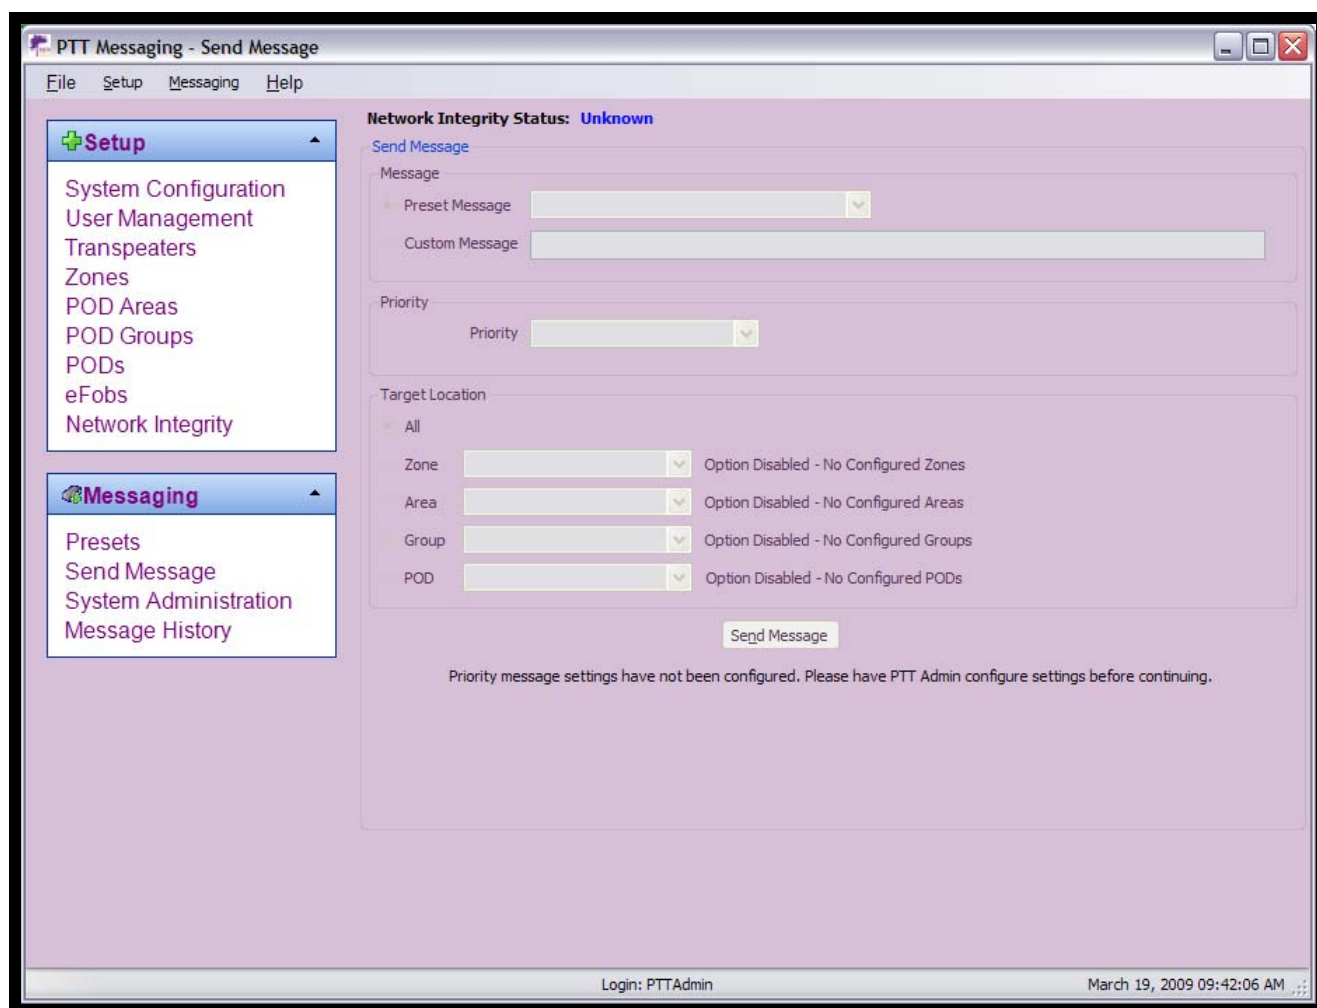 PTT Messaging - Send Message
File Setup Messaging Help
Setup
System Configuration
User Management
Transpeaters
Zones
POD Areas
POD Groups
PODs
eFobs
Network Integrity
Messaging
Presets
Send Message
System Administration
Message History
Network Integrity Status: Unknown
Send Message
Message
Preset Message
Custom Message
Priority
Priority
Target Location
All
Zone Option Disabled - No Configured Zones
Area Option Disabled - No Configured Areas
Group Option Disabled - No Configured Groups
POD Option Disabled - No Configured PODs
Send Message
Priority message settings have not been configured. Please have PTT Admin configure settings before continuing.
Login: PTTAdmin March 19, 2009 09:42:06 AM